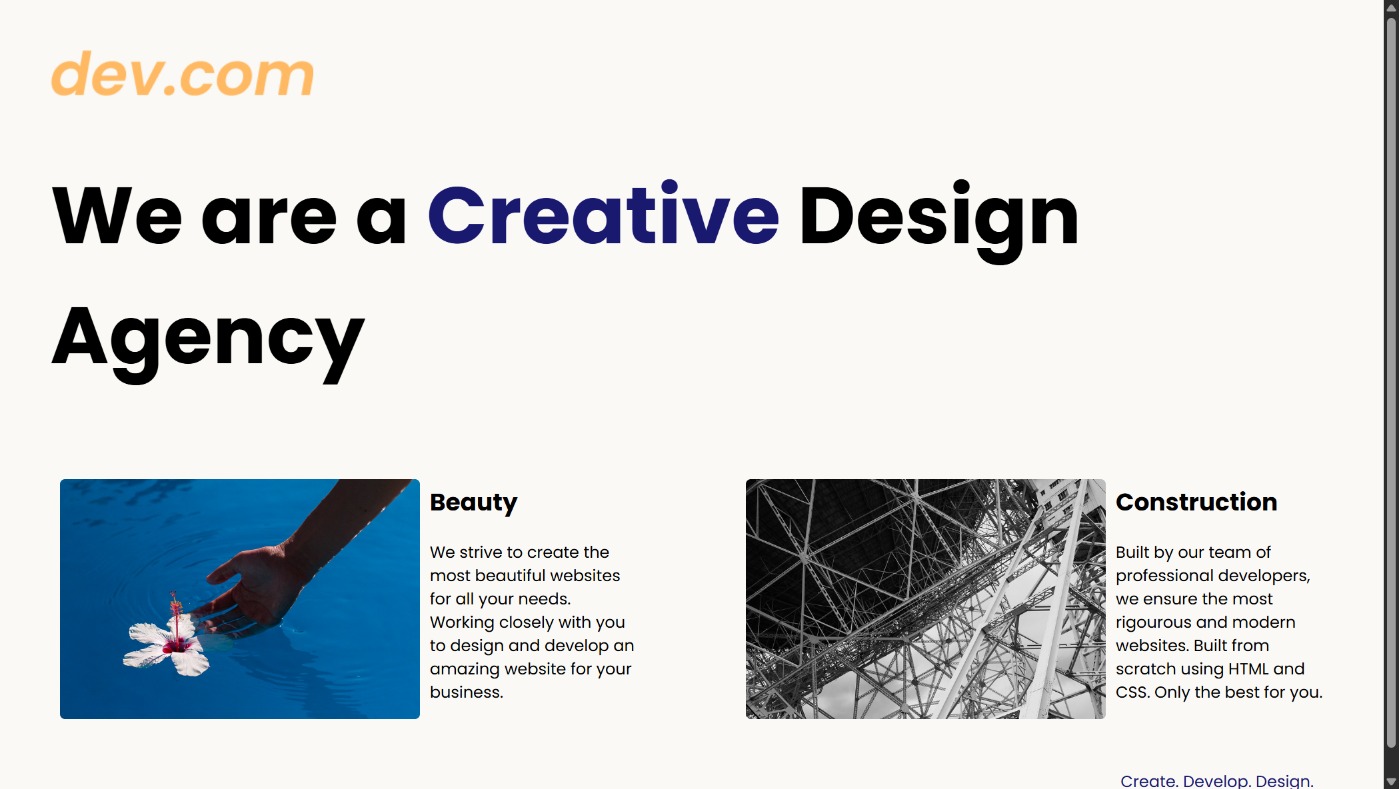 dev.com
We are a Creative Design
Agency
Beauty
We strive to create the
most beautiful websites
for all your needs.
Working closely with you
to design and develop an
amazing website for your
business.
Construction
Built by our team of
professional developers,
we ensure the most
rigourous and modern
websites. Built from
scratch using HTML and
CSS. Only the best for you.
Create. Develop. Design.